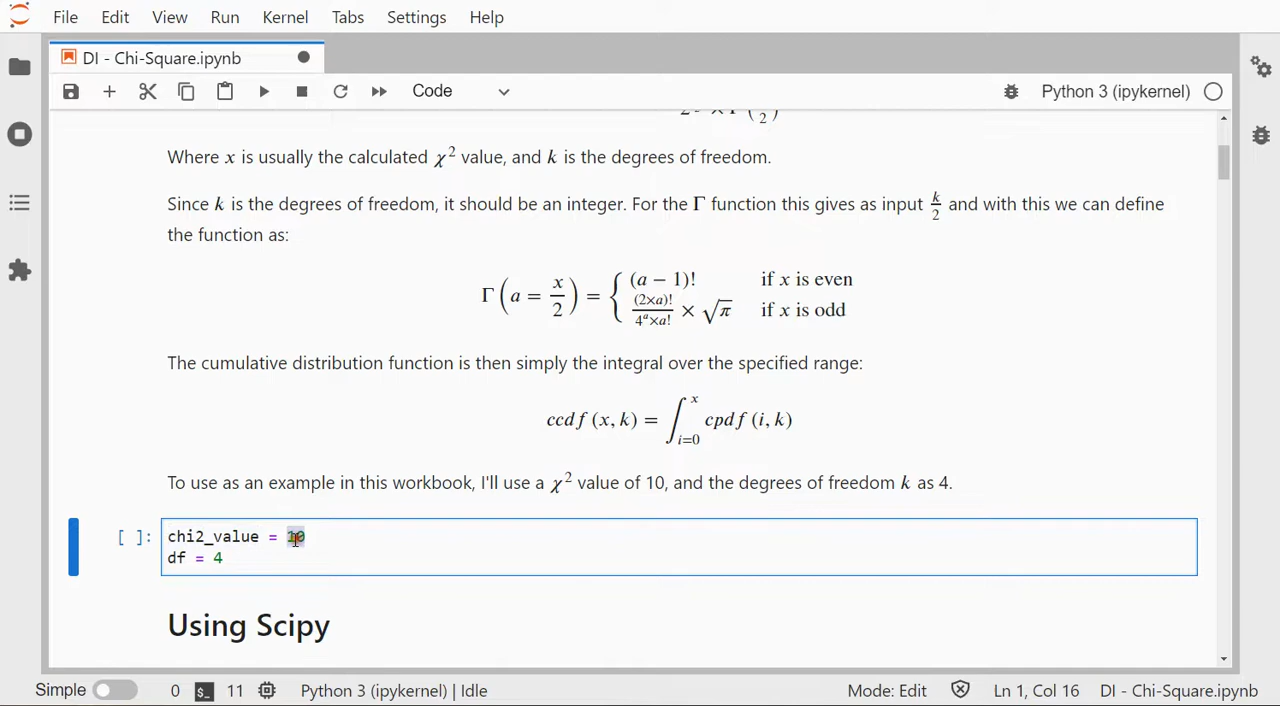 File Edit View Run Kernel Tabs Settings Help
DI - Chi-Square.ipynb
Code Python 3 (ipykernel)
Where x is usually the calculated χ² value, and k is the degrees of freedom.
Since k is the degrees of freedom, it should be an integer. For the Γ function this gives as input k/2 and with this we can define
the function as:
Γ(a = x/2) = { (a − 1)! if x is even
(2×a)!/4ᵃ×a! × √π if x is odd
The cumulative distribution function is then simply the integral over the specified range:
ccdf (x, k) = ∫ˣᵢ₌₀ cpdf (i, k)
To use as an example in this workbook, I'll use a χ² value of 10, and the degrees of freedom k as 4.
[ ]: chi2_value = 10
df = 4
Using Scipy
Simple 0 11 Python 3 (ipykernel) | Idle Mode: Edit Ln 1, Col 16 DI - Chi-Square.ipynb